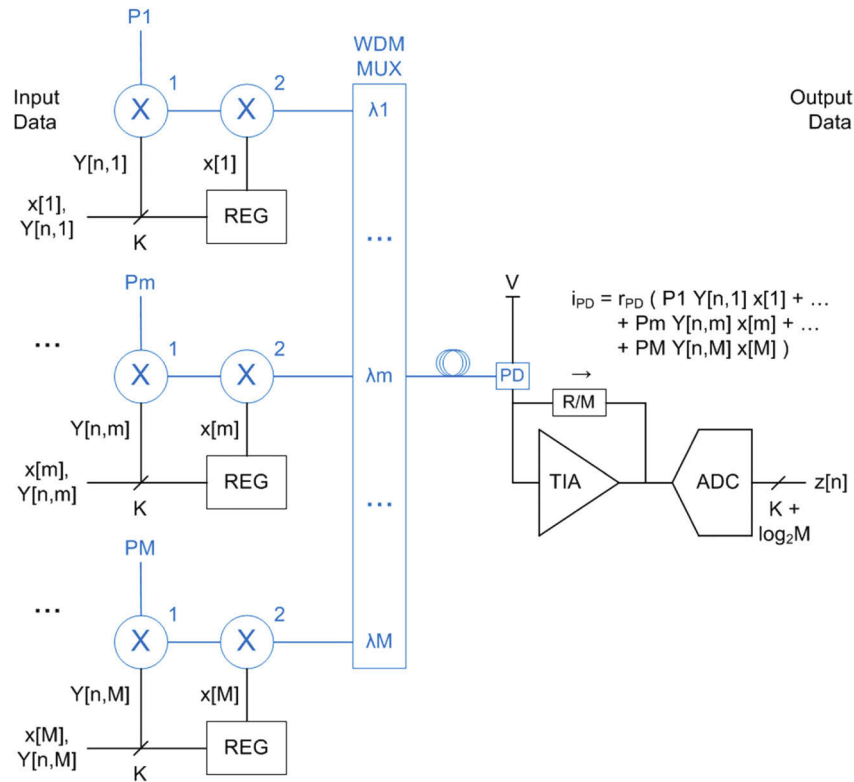 P1
WDM
MUX
Input
Data
X
1
X
2
λ1
Output
Data
Y[n,1]
x[1]
x[1],
Y[n,1]
K
REG
...
Pm
V
iPD = rPD ( P1 Y[n,1] x[1] + ...
+ Pm Y[n,m] x[m] + ...
+ PM Y[n,M] x[M] )
...
X
1
X
2
λm
PD
→
R/M
Y[n,m]
x[m]
x[m],
Y[n,m]
K
REG
TIA
ADC
z[n]
K +
log₂M
...
PM
...
X
1
X
2
λM
Y[n,M]
x[M]
x[M],
Y[n,M]
K
REG